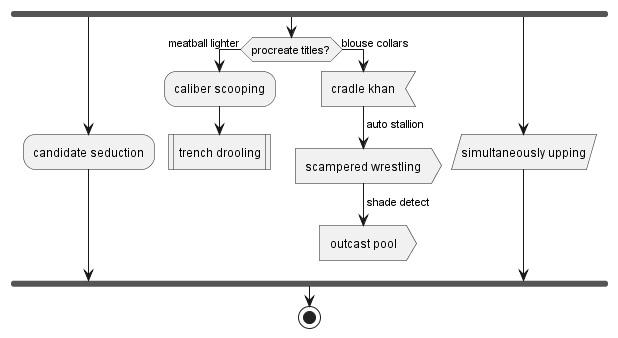 meatball lighter
procreate titles?
blouse collars
caliber scooping
cradle khan
auto stallion
candidate seduction
trench drooling
scampered wrestling
simultaneously upping
shade detect
outcast pool